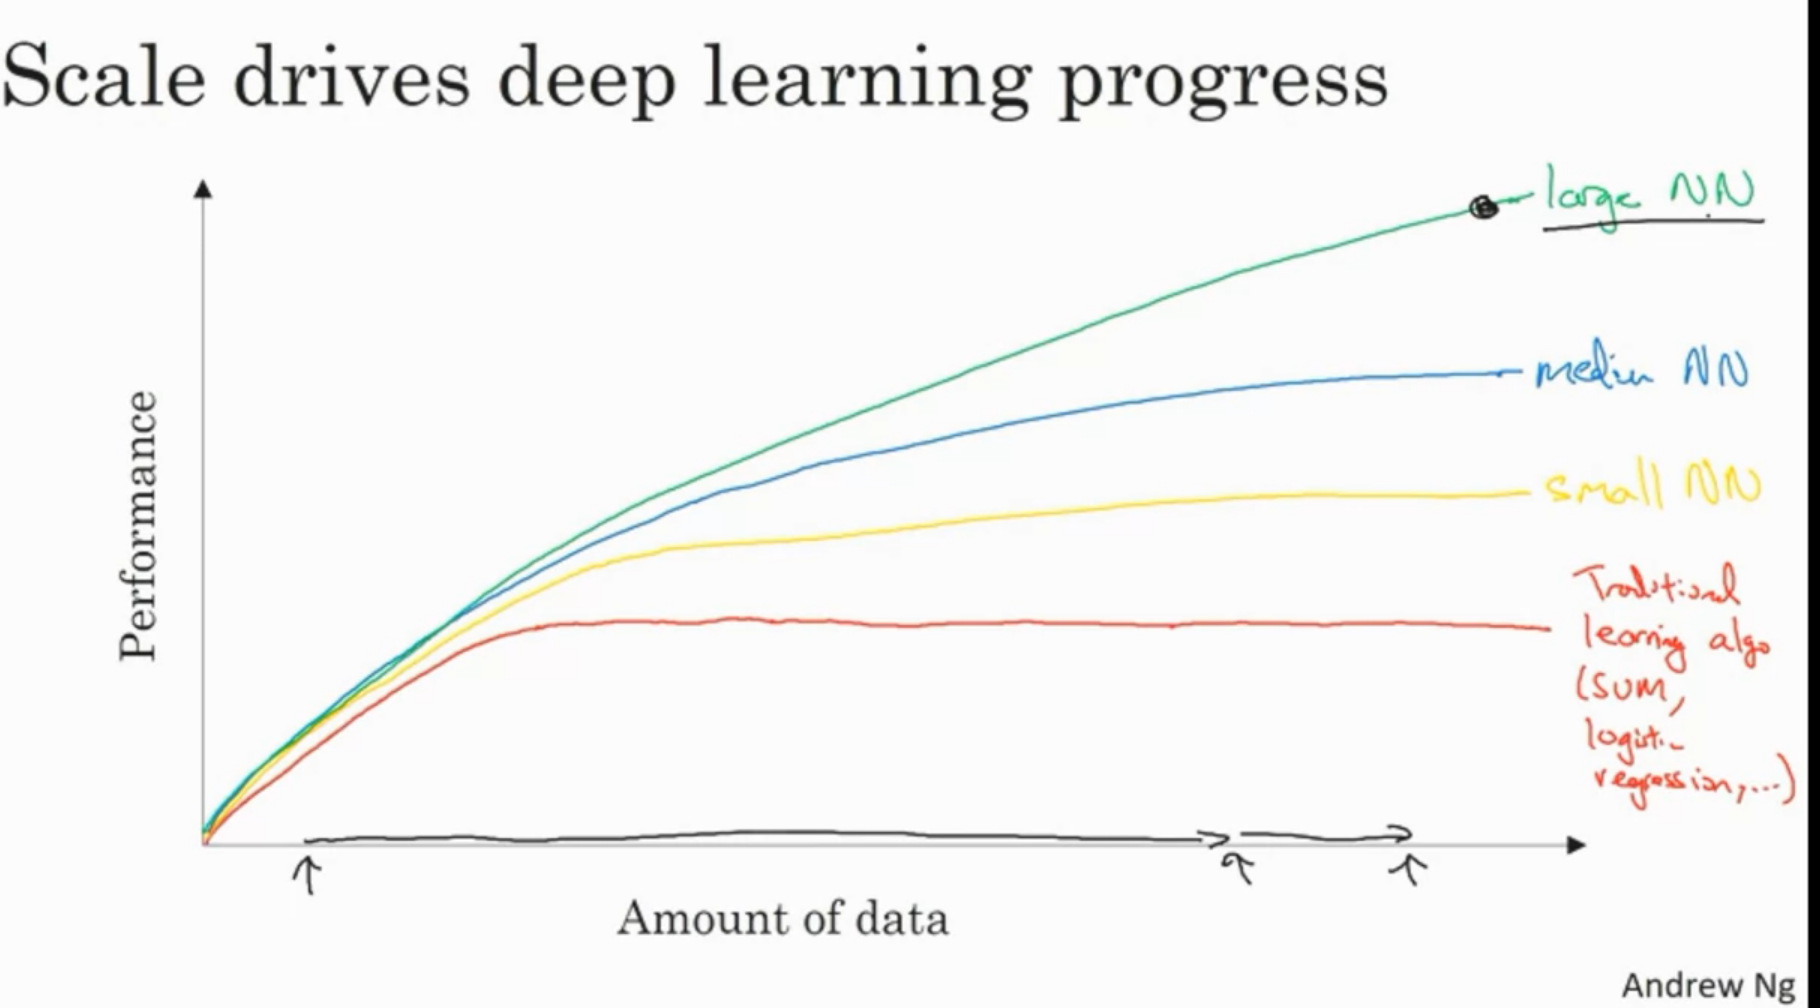 Scale drives deep learning progress
large NN
medium NN
small NN
Traditional
learning algo
(SVM,
logistic
regression,...)
Performance
Amount of data
Andrew Ng